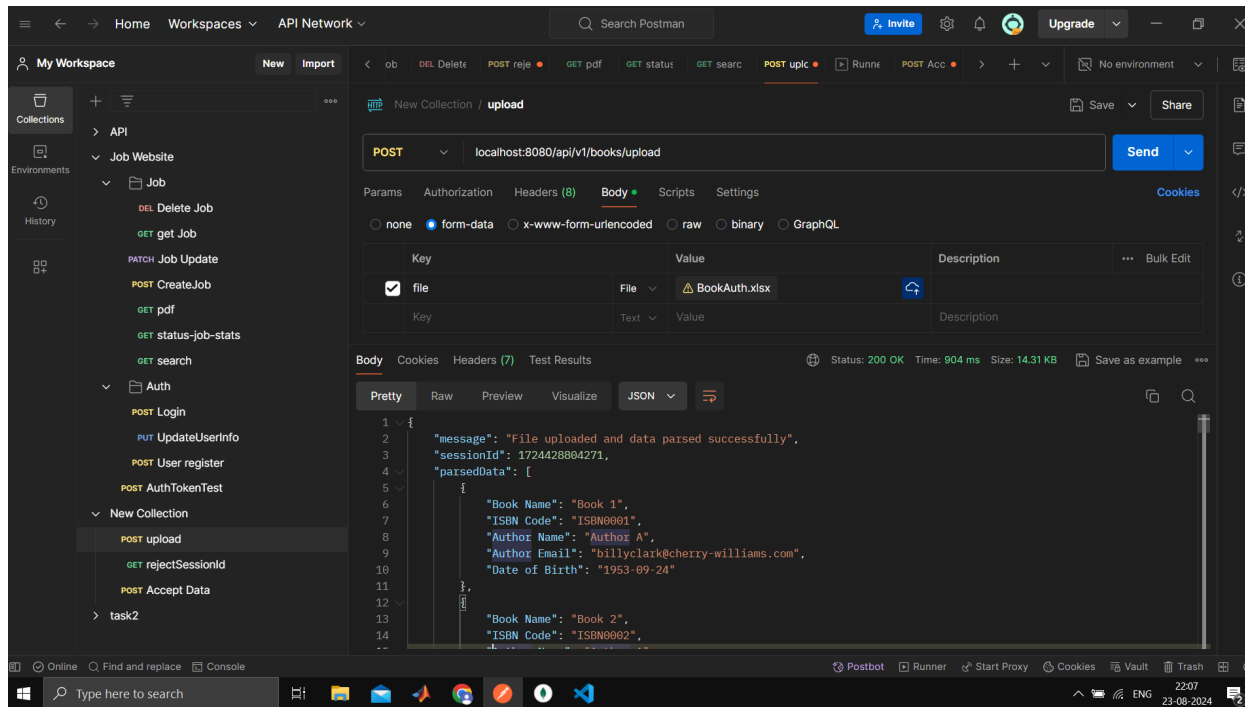 Home Workspaces API Network Search Postman Invite Upgrade
My Workspace New Import ob DEL Delete POST reje GET pdf GET status GET searc POST uplc Runne POST Acc No environment
Collections
Environments
History
API
Job Website
Job
DEL Delete Job
GET get Job
PATCH Job Update
POST CreateJob
GET pdf
GET status-job-stats
GET search
Auth
POST Login
PUT UpdateUserInfo
POST User register
POST AuthTokenTest
New Collection
POST upload
GET rejectSessionId
POST Accept Data
task2
HTTP New Collection / upload Save Share
POST localhost:8080/api/v1/books/upload Send
Params Authorization Headers (8) Body Scripts Settings Cookies
none form-data x-www-form-urlencoded raw binary GraphQL
Key Value Description Bulk Edit
file File BookAuth.xlsx
Key Text Value Description
Body Cookies Headers (7) Test Results Status: 200 OK Time: 904 ms Size: 14.31 KB Save as example
Pretty Raw Preview Visualize JSON
1 {
2 "message": "File uploaded and data parsed successfully",
3 "sessionId": 1724428804271,
4 "parsedData": [
5 {
6 "Book Name": "Book 1",
7 "ISBN Code": "ISBN0001",
8 "Author Name": "Author A",
9 "Author Email": "billyclark@cherry-williams.com",
10 "Date of Birth": "1953-09-24"
11 },
12 {
13 "Book Name": "Book 2",
14 "ISBN Code": "ISBN0002",
Online Find and replace Console Postbot Runner Start Proxy Cookies Vault Trash
Type here to search ENG 22:07
23-08-2024 2